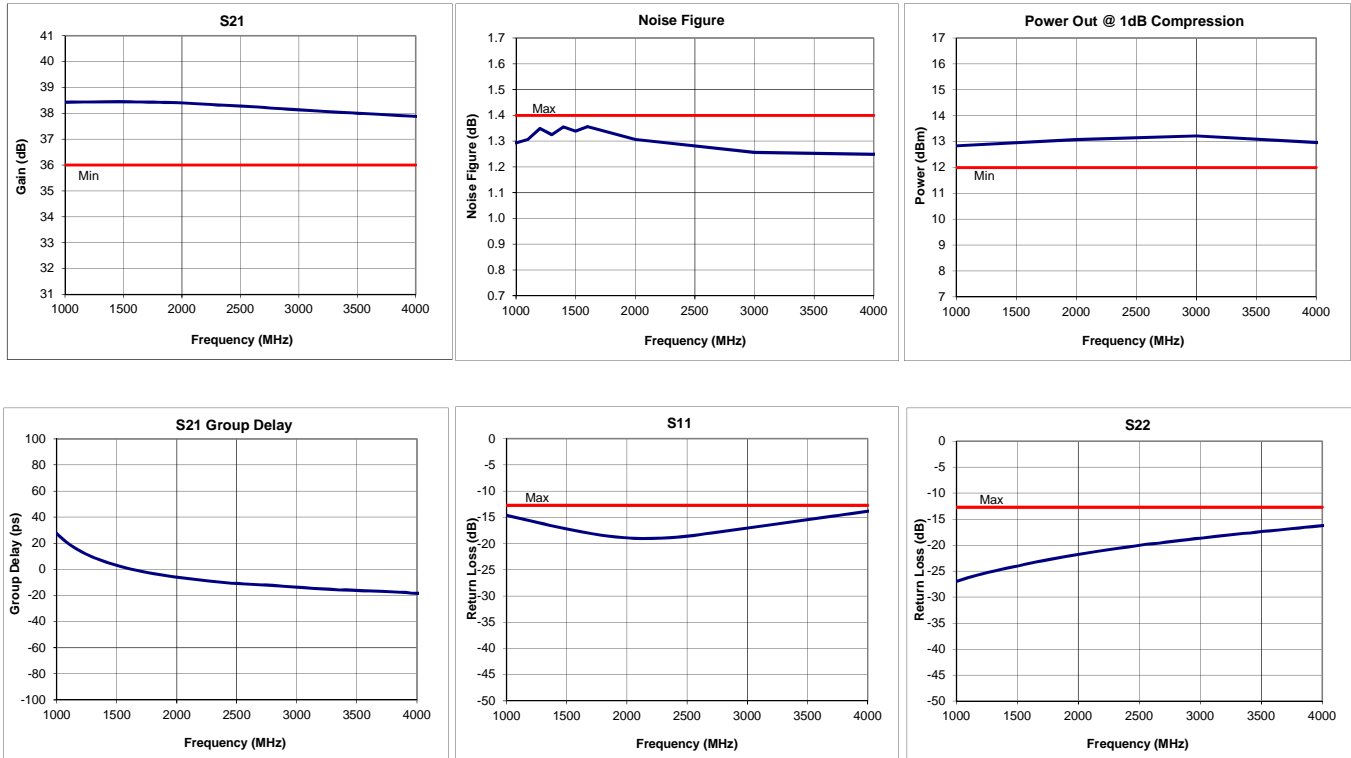 S21
Gain (dB)
41
40
39
38
37
36
35
34
33
32
31
Min
1000 1500 2000 2500 3000 3500 4000
Frequency (MHz)
Noise Figure
Noise Figure (dB)
1.7
1.6
1.5
1.4
1.3
1.2
1.1
1.0
0.9
0.8
0.7
Max
1000 1500 2000 2500 3000 3500 4000
Frequency (MHz)
Power Out @ 1dB Compression
Power (dBm)
17
16
15
14
13
12
11
10
9
8
7
Min
1000 1500 2000 2500 3000 3500 4000
Frequency (MHz)
S21 Group Delay
Group Delay (ps)
100
80
60
40
20
0
-20
-40
-60
-80
-100
1000 1500 2000 2500 3000 3500 4000
Frequency (MHz)
S11
Return Loss (dB)
0
-5
-10
-15
-20
-25
-30
-35
-40
-45
-50
Max
1000 1500 2000 2500 3000 3500 4000
Frequency (MHz)
S22
Return Loss (dB)
0
-5
-10
-15
-20
-25
-30
-35
-40
-45
-50
Max
1000 1500 2000 2500 3000 3500 4000
Frequency (MHz)